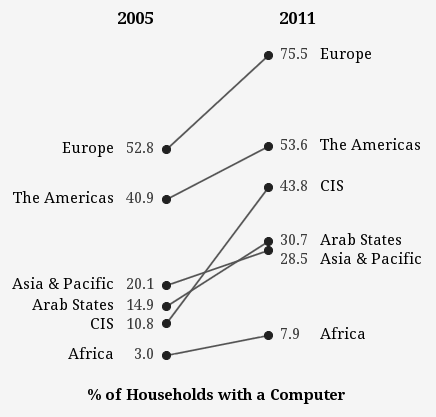 2005 2011
75.5 Europe
Europe 52.8
53.6 The Americas
43.8 CIS
The Americas 40.9
30.7 Arab States
28.5 Asia & Pacific
Asia & Pacific 20.1
Arab States 14.9
CIS 10.8
7.9 Africa
Africa 3.0
% of Households with a Computer